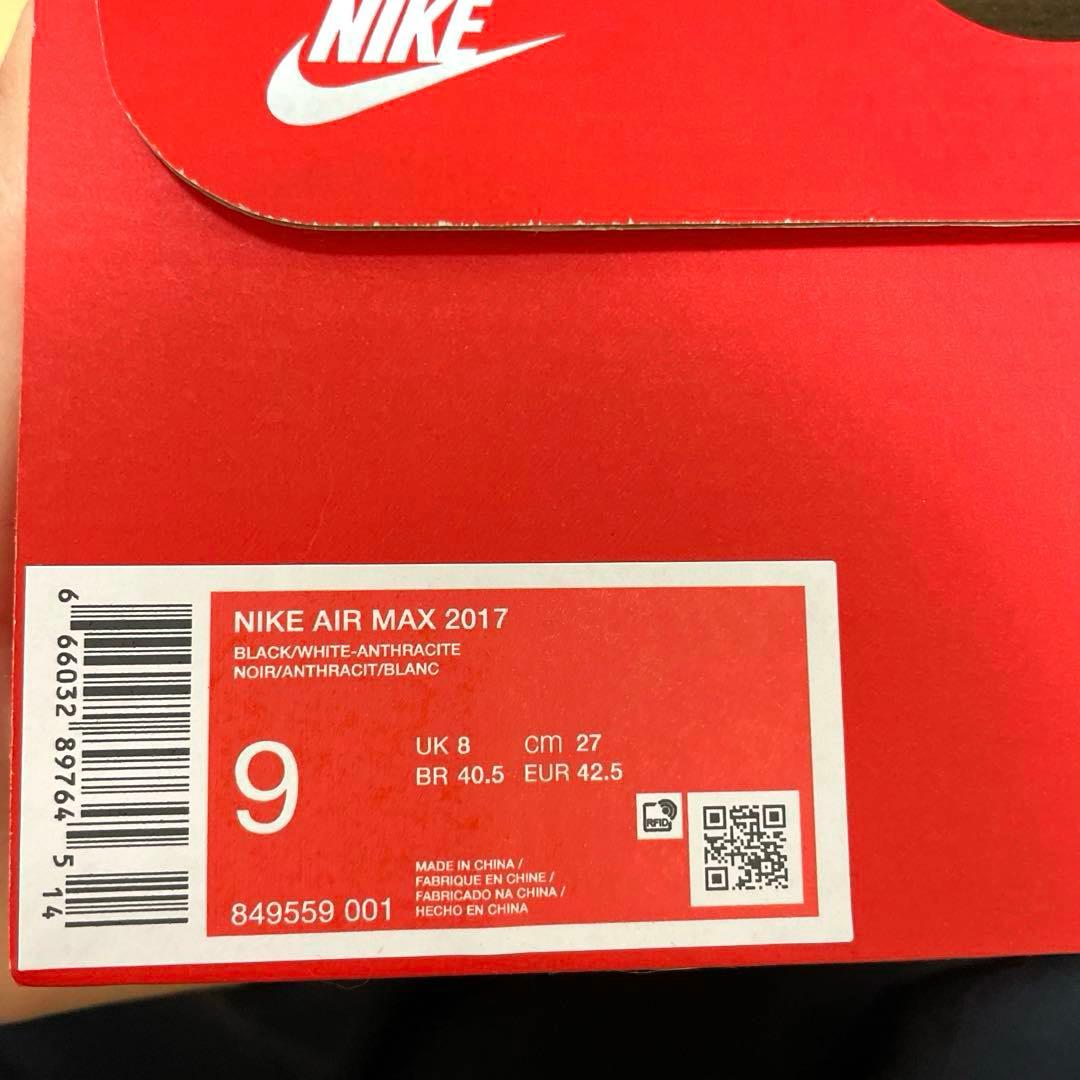 NIKE
NIKE AIR MAX 2017
BLACK/WHITE-ANTHRACITE
NOIR/ANTHRACIT/BLANC
9
UK 8 cm 27
BR 40.5 EUR 42.5
RFID
MADE IN CHINA /
FABRIQUE EN CHINE /
FABRICADO NA CHINA /
HECHO EN CHINA
849559 001
6 66032 89764 5 14